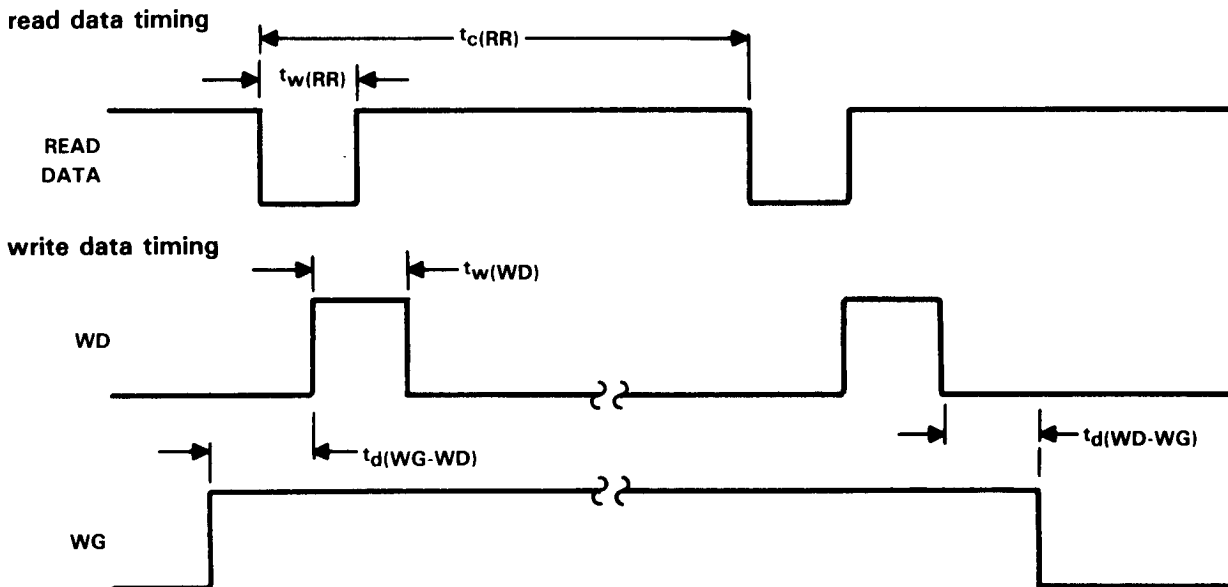 read data timing
tc(RR)
tw(RR)
READ
DATA
write data timing
tw(WD)
WD
td(WG-WD)
td(WD-WG)
WG